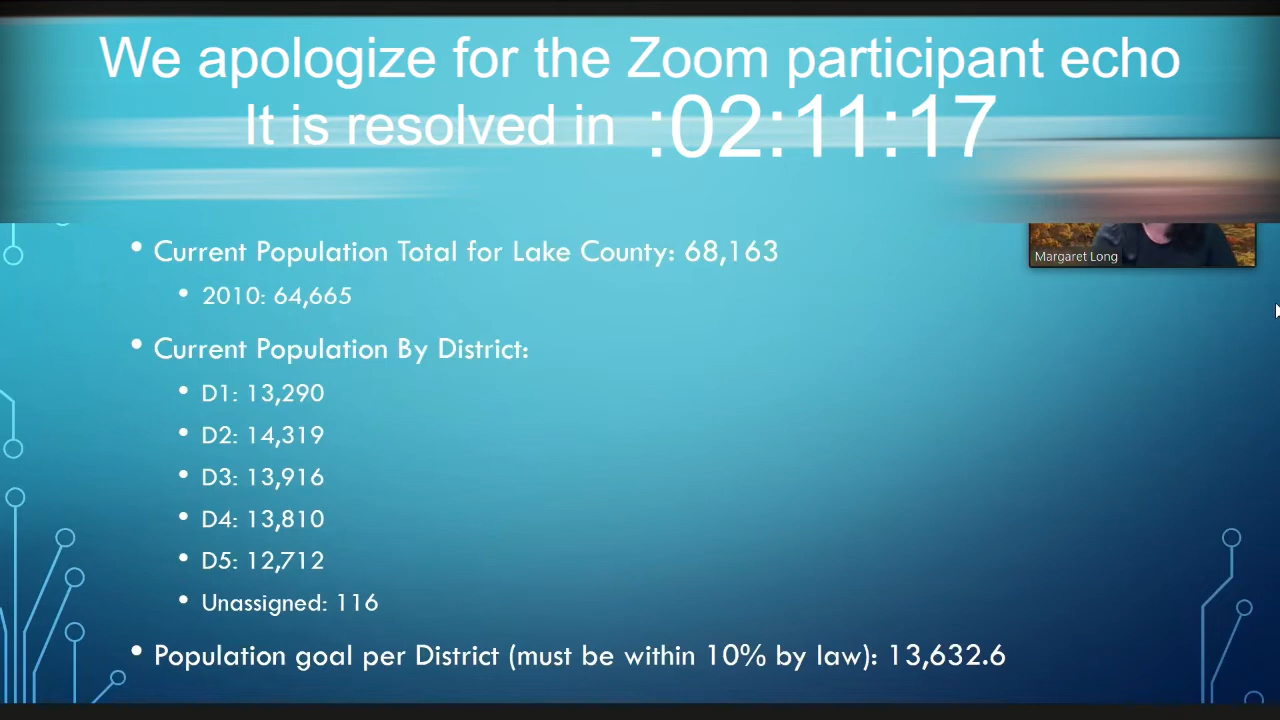 We apologize for the Zoom participant echo
It is resolved in :02:11:17
• Current Population Total for Lake County: 68,163
Margaret Long
• 2010: 64,665
• Current Population By District:
• D1: 13,290
• D2: 14,319
• D3: 13,916
• D4: 13,810
• D5: 12,712
• Unassigned: 116
• Population goal per District (must be within 10% by law): 13,632.6